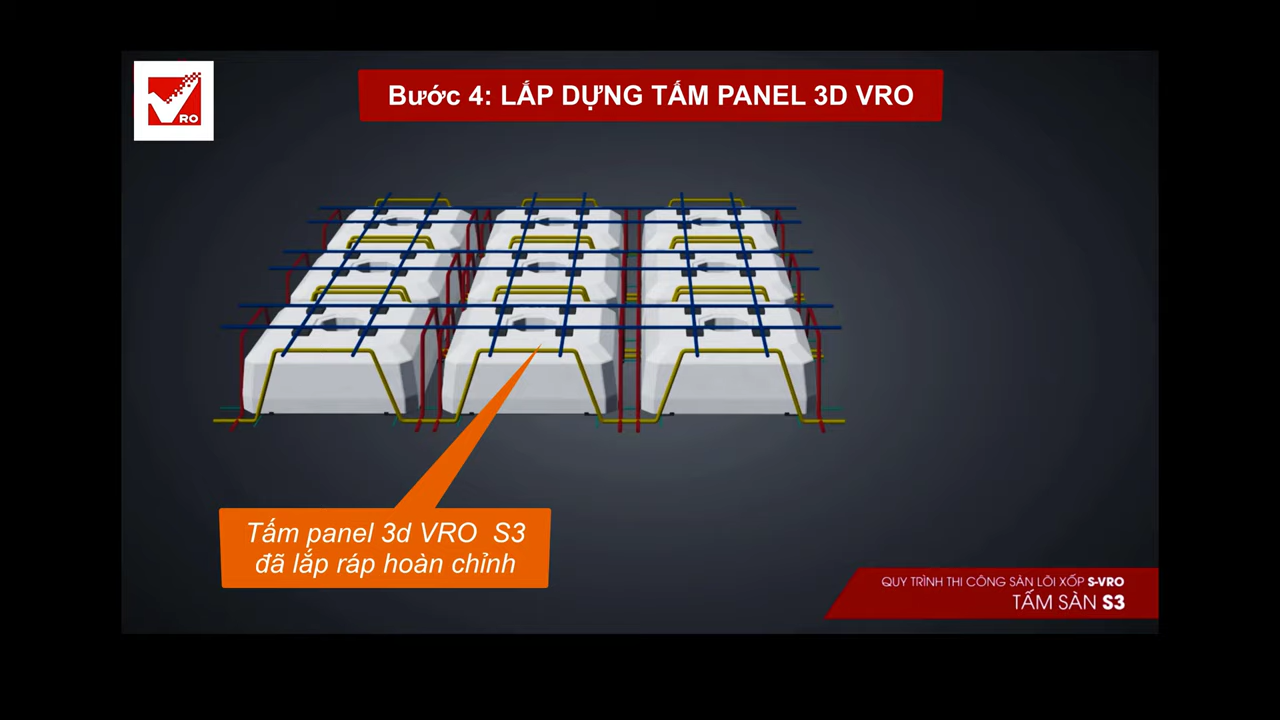 RO
Bước 4: LẮP DỰNG TẤM PANEL 3D VRO
Tấm panel 3d VRO S3
đã lắp ráp hoàn chỉnh
QUY TRÌNH THI CÔNG SÀN LÕI XỐP S-VRO
TẤM SÀN S3